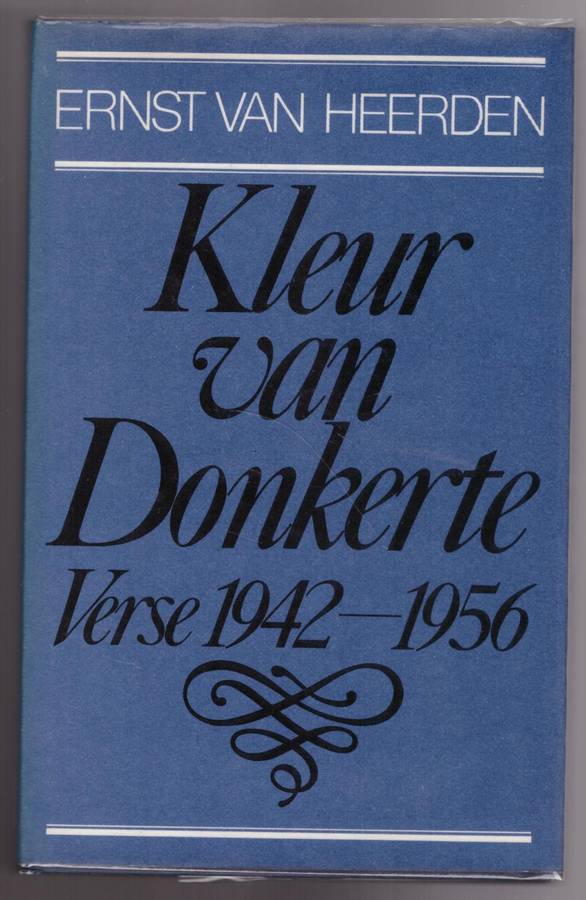 ERNST VAN HEERDEN
Kleur
van
Donkerte
Verse 1942—1956